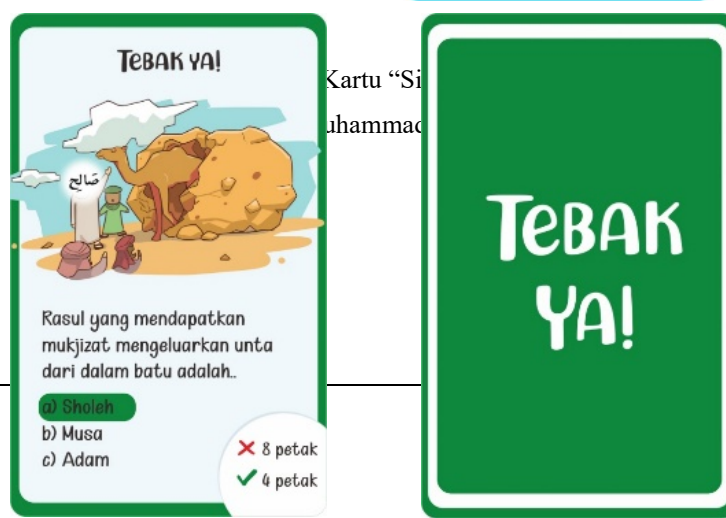 TEBAK YA!
Kartu “Si
uhammad
صَالِح
Rasul yang mendapatkan
mukjizat mengeluarkan unta
dari dalam batu adalah..
a) Sholeh
b) Musa
c) Adam
8 petak
4 petak
TEBAK
YA!